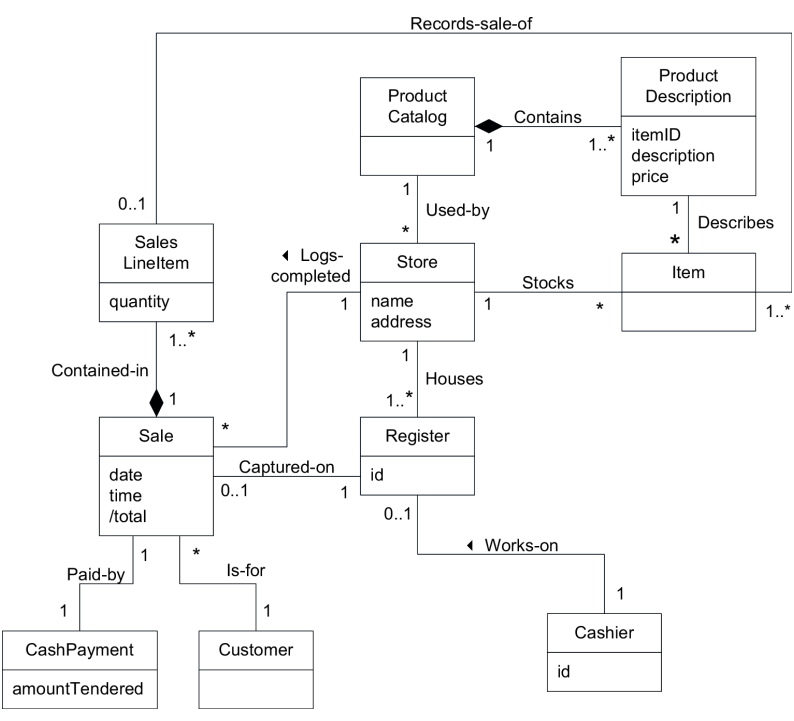 Records-sale-of
Product
Catalog
Contains
1
1..*
Product
Description
itemID
description
price
0..1
1
Used-by
*
1
Describes
*
Sales
LineItem
quantity
Logs-
completed
1
Store
name
address
Stocks
1
*
Item
1..*
1..*
Contained-in
1
1
Houses
1..*
Sale
date
time
/total
*
Captured-on
0..1
1
Register
id
0..1
Works-on
1
1
Paid-by
1
*
Is-for
1
CashPayment
amountTendered
Customer
Cashier
id